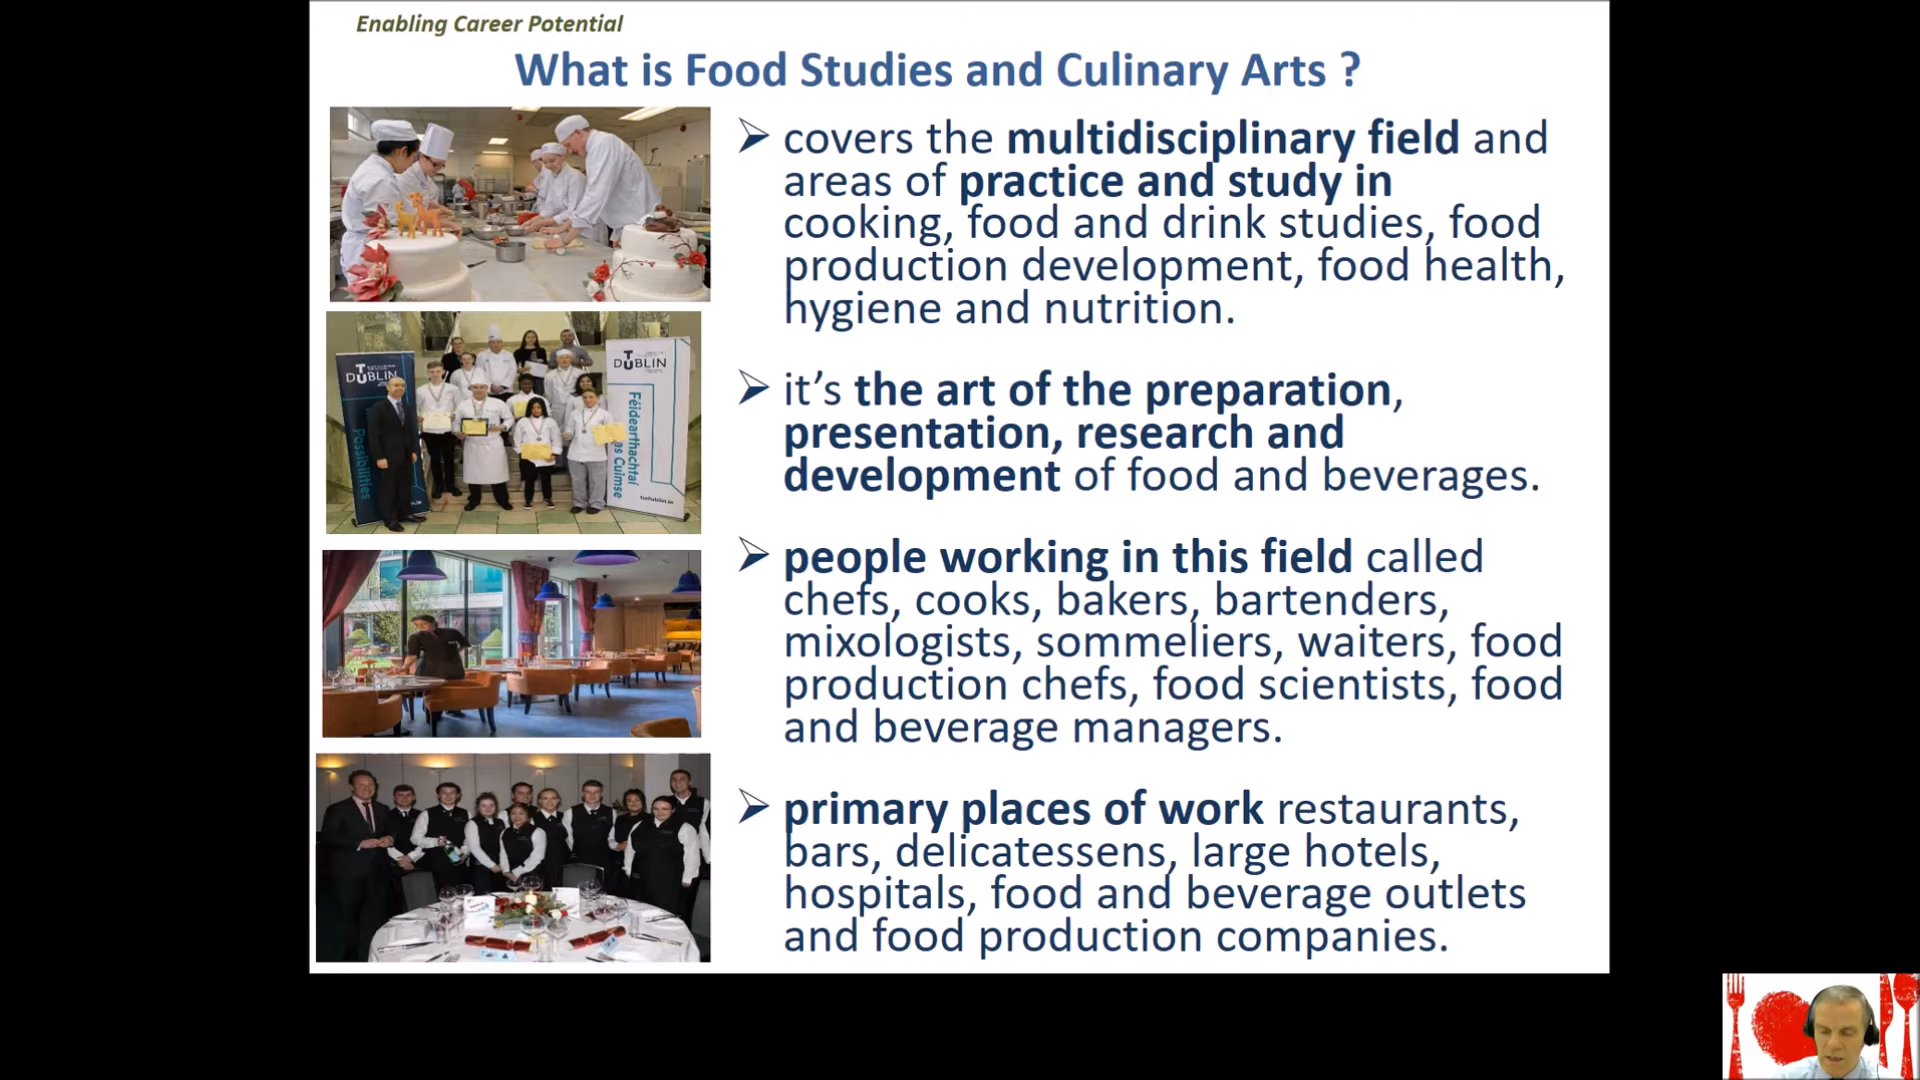 Enabling Career Potential
What is Food Studies and Culinary Arts ?
covers the multidisciplinary field and
areas of practice and study in
cooking, food and drink studies, food
production development, food health,
hygiene and nutrition.
it’s the art of the preparation,
presentation, research and
development of food and beverages.
people working in this field called
chefs, cooks, bakers, bartenders,
mixologists, sommeliers, waiters, food
production chefs, food scientists, food
and beverage managers.
primary places of work restaurants,
bars, delicatessens, large hotels,
hospitals, food and beverage outlets
and food production companies.
DUBLIN
Possibilities
DUBLIN
Féidearthachtaí
as Cuimse
tudublin.ie